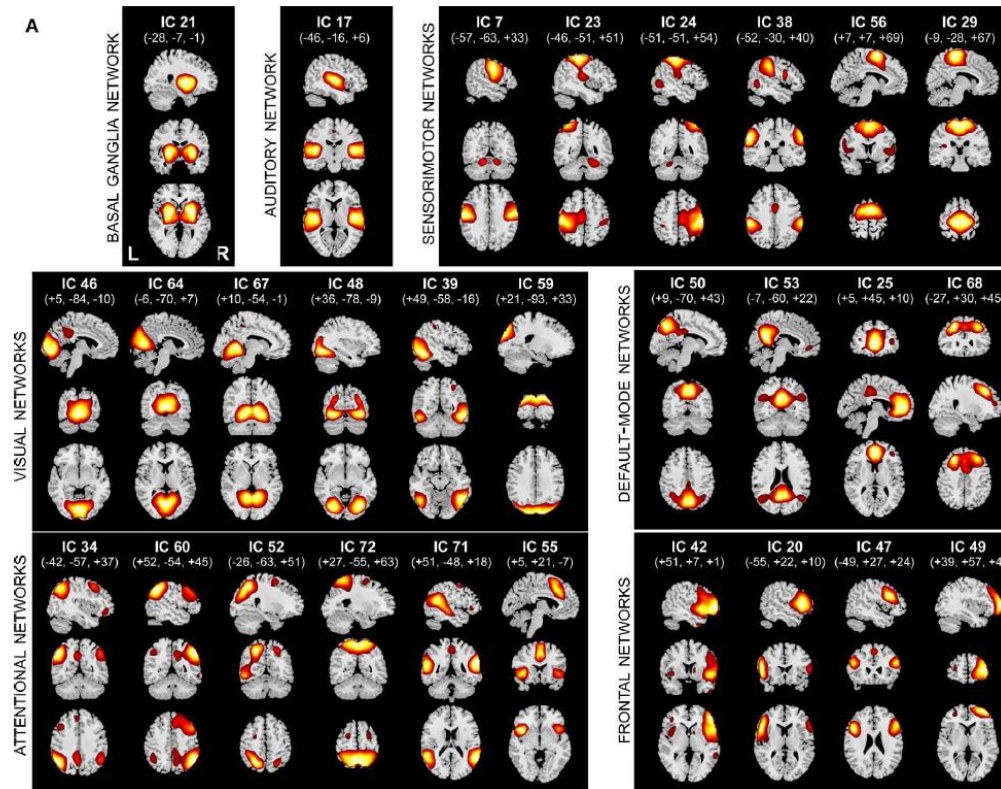 A
BASAL GANGLIA NETWORK
IC 21
(-28, -7, -1)
L R
AUDITORY NETWORK
IC 17
(-46, -16, +6)
SENSORIMOTOR NETWORKS
IC 7 IC 23 IC 24 IC 38 IC 56 IC 29
(-57, -63, +33) (-46, -51, +51) (-51, -51, +54) (-52, -30, +40) (+7, +7, +69) (-9, -28, +67)
VISUAL NETWORKS
IC 46 IC 64 IC 67 IC 48 IC 39 IC 59
(+5, -84, -10) (-6, -70, +7) (+10, -54, -1) (+36, -78, -9) (+49, -58, -16) (+21, -93, +33)
DEFAULT-MODE NETWORKS
IC 50 IC 53 IC 25 IC 68
(+9, -70, +43) (-7, -60, +22) (+5, +45, +10) (-27, +30, +45
ATTENTIONAL NETWORKS
IC 34 IC 60 IC 52 IC 72 IC 71 IC 55
(-42, -57, +37) (+52, -54, +45) (-26, -63, +51) (+27, -55, +63) (+51, -48, +18) (+5, +21, -7)
FRONTAL NETWORKS
IC 42 IC 20 IC 47 IC 49
(+51, +7, +1) (-55, +22, +10) (-49, +27, +24) (+39, +57, +4